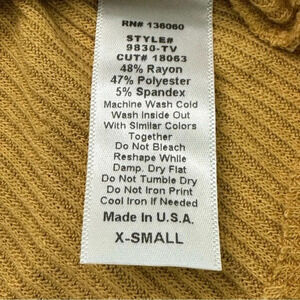 RN# 136060
STYLE#
9830-TV
CUT# 18063
48% Rayon
47% Polyester
5% Spandex
Machine Wash Cold
Wash Inside Out
With Similar Colors
Together
Do Not Bleach
Reshape While
Damp. Dry Flat
Do Not Tumble Dry
Do Not Iron Print
Cool Iron If Needed
Made In U.S.A.
X-SMALL